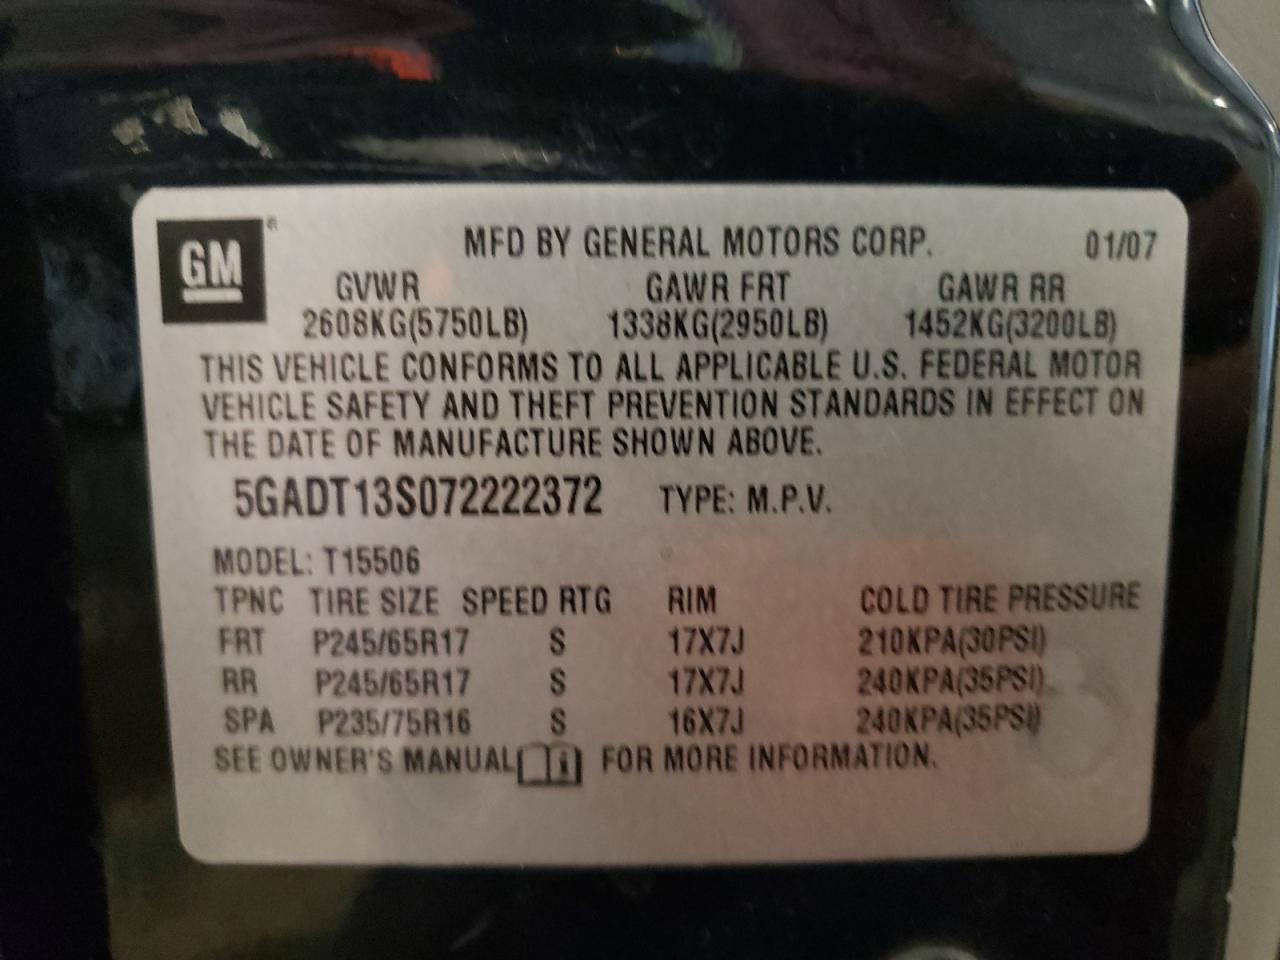 GM ®
MFD BY GENERAL MOTORS CORP. 01/07
GVWR GAWR FRT GAWR RR
2608KG(5750LB) 1338KG(2950LB) 1452KG(3200LB)
THIS VEHICLE CONFORMS TO ALL APPLICABLE U.S. FEDERAL MOTOR
VEHICLE SAFETY AND THEFT PREVENTION STANDARDS IN EFFECT ON
THE DATE OF MANUFACTURE SHOWN ABOVE.
5GADT13S072222372 TYPE: M.P.V.
MODEL: T15506
TPNC TIRE SIZE SPEED RTG RIM COLD TIRE PRESSURE
FRT P245/65R17 S 17X7J 210KPA(30PSI)
RR P245/65R17 S 17X7J 240KPA(35PSI)
SPA P235/75R16 S 16X7J 240KPA(35PSI)
SEE OWNER'S MANUAL i FOR MORE INFORMATION.